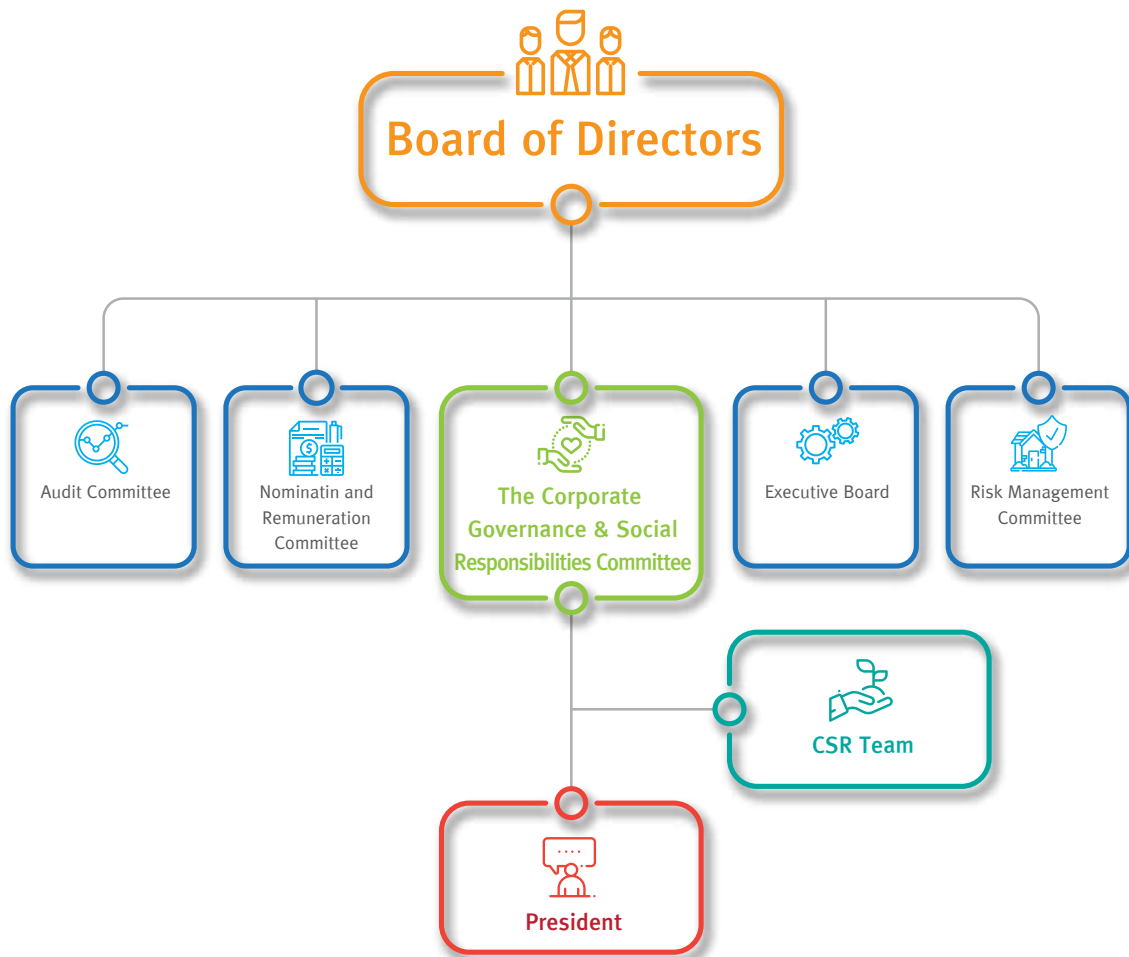 Board of Directors
Audit Committee
Nominatin and
Remuneration
Committee
The Corporate
Governance & Social
Responsibilities Committee
Executive Board
Risk Management
Committee
CSR Team
President